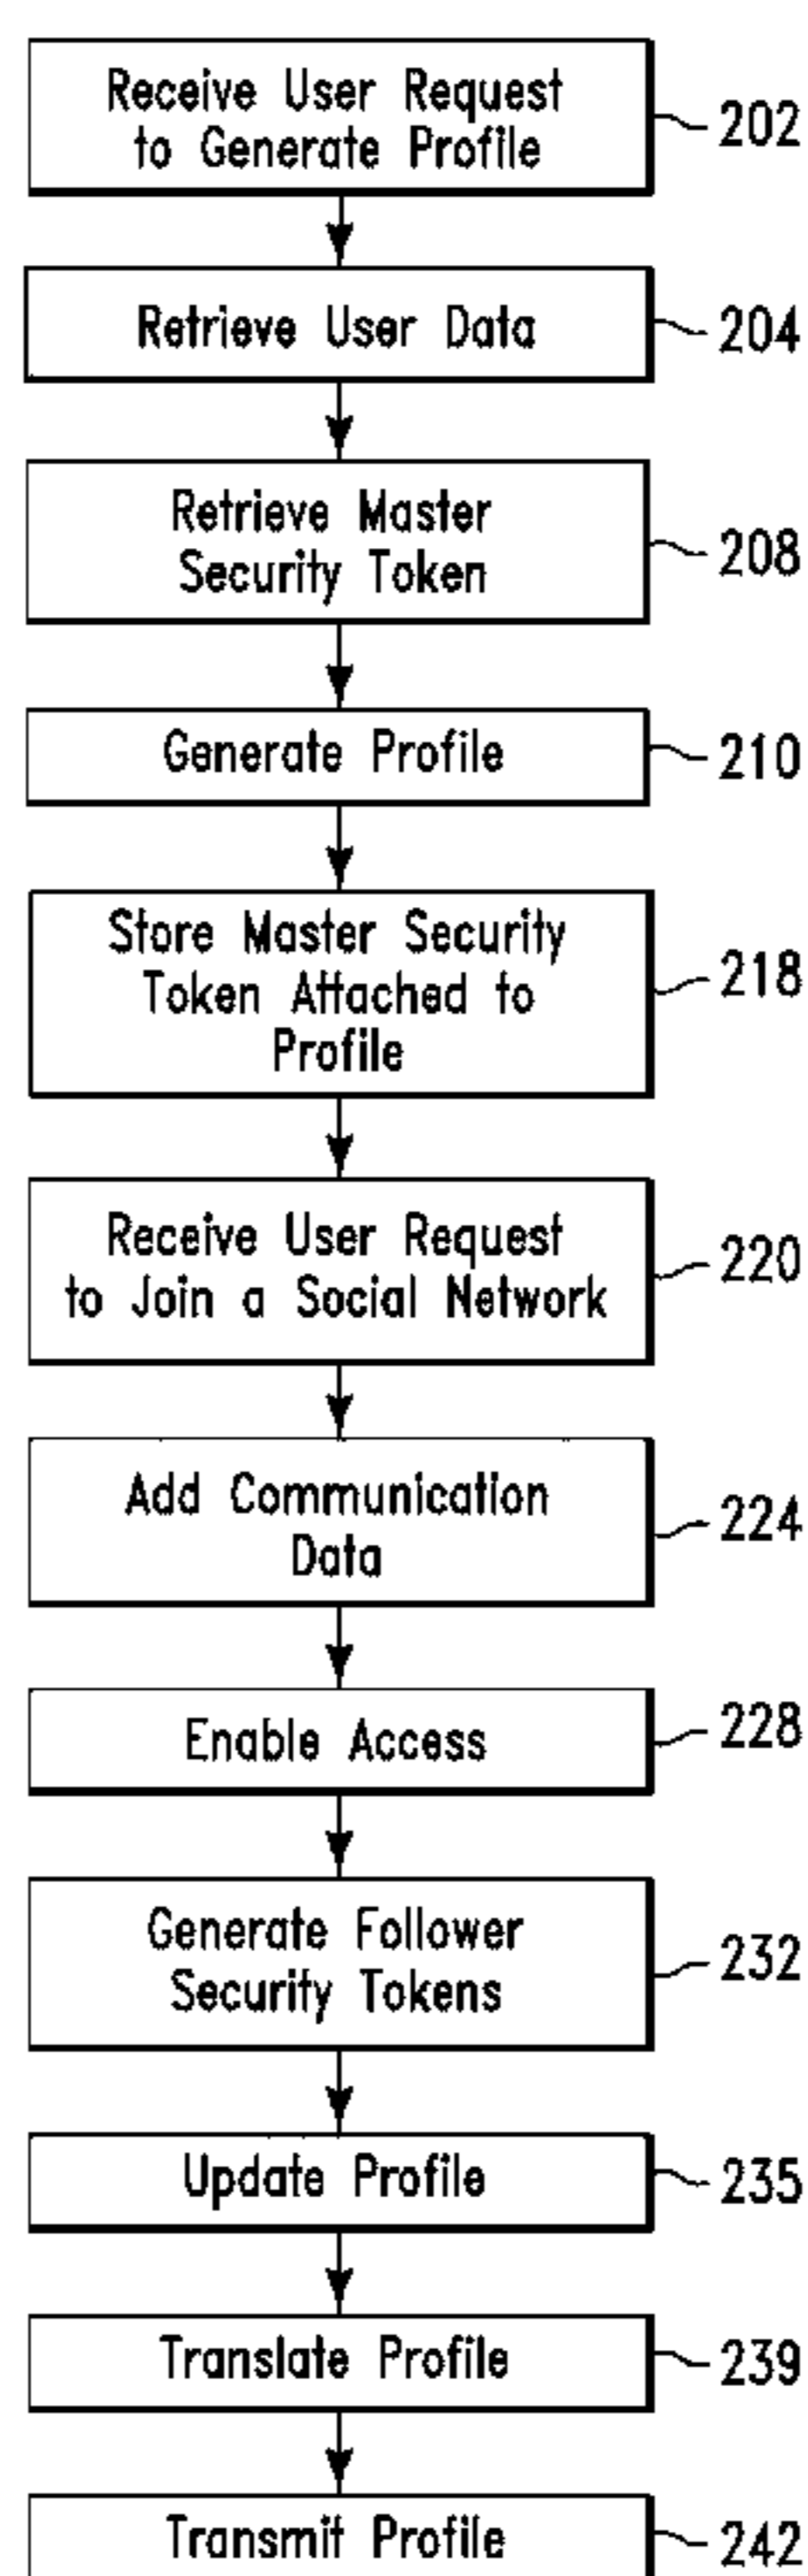 Receive User Request
to Generate Profile
202
Retrieve User Data
204
Retrieve Master
Security Token
208
Generate Profile
210
Store Master Security
Token Attached to
Profile
218
Receive User Request
to Join a Social Network
220
Add Communication
Data
224
Enable Access
228
Generate Follower
Security Tokens
232
Update Profile
235
Translate Profile
239
Transmit Profile
242